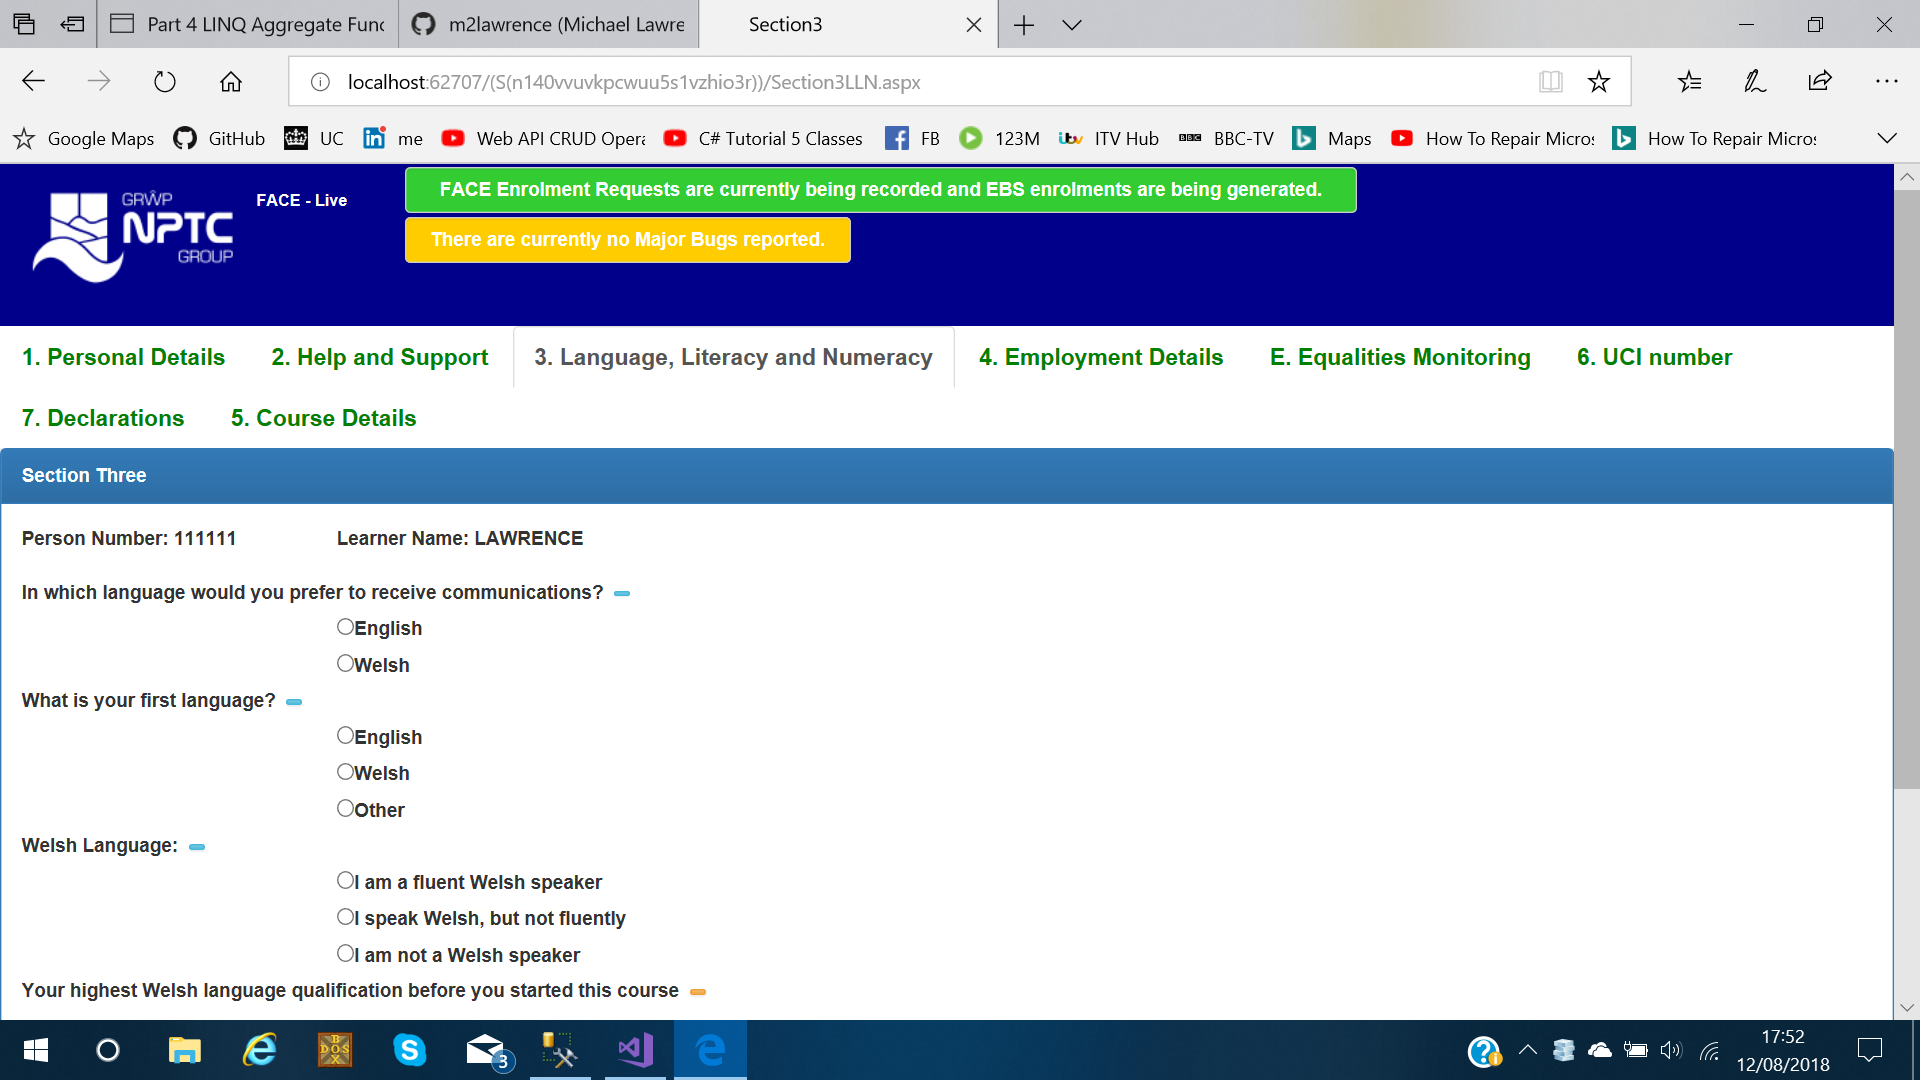 Part 4 LINQ Aggregate Func
m2lawrence (Michael Lawre
Section3
localhost:62707/(S(n140vvuvkpcwuu5s1vzhio3r))/Section3LLN.aspx
Google Maps GitHub UC me Web API CRUD Opera C# Tutorial 5 Classes FB 123M itv ITV Hub BBC BBC-TV Maps How To Repair Micros How To Repair Micros
GRŴP
NPTC
GROUP
FACE - Live
FACE Enrolment Requests are currently being recorded and EBS enrolments are being generated.
There are currently no Major Bugs reported.
1. Personal Details 2. Help and Support 3. Language, Literacy and Numeracy 4. Employment Details E. Equalities Monitoring 6. UCI number
7. Declarations 5. Course Details
Section Three
Person Number: 111111 Learner Name: LAWRENCE
In which language would you prefer to receive communications?
English
Welsh
What is your first language?
English
Welsh
Other
Welsh Language:
I am a fluent Welsh speaker
I speak Welsh, but not fluently
I am not a Welsh speaker
Your highest Welsh language qualification before you started this course
DOS
BOX
3
17:52
12/08/2018